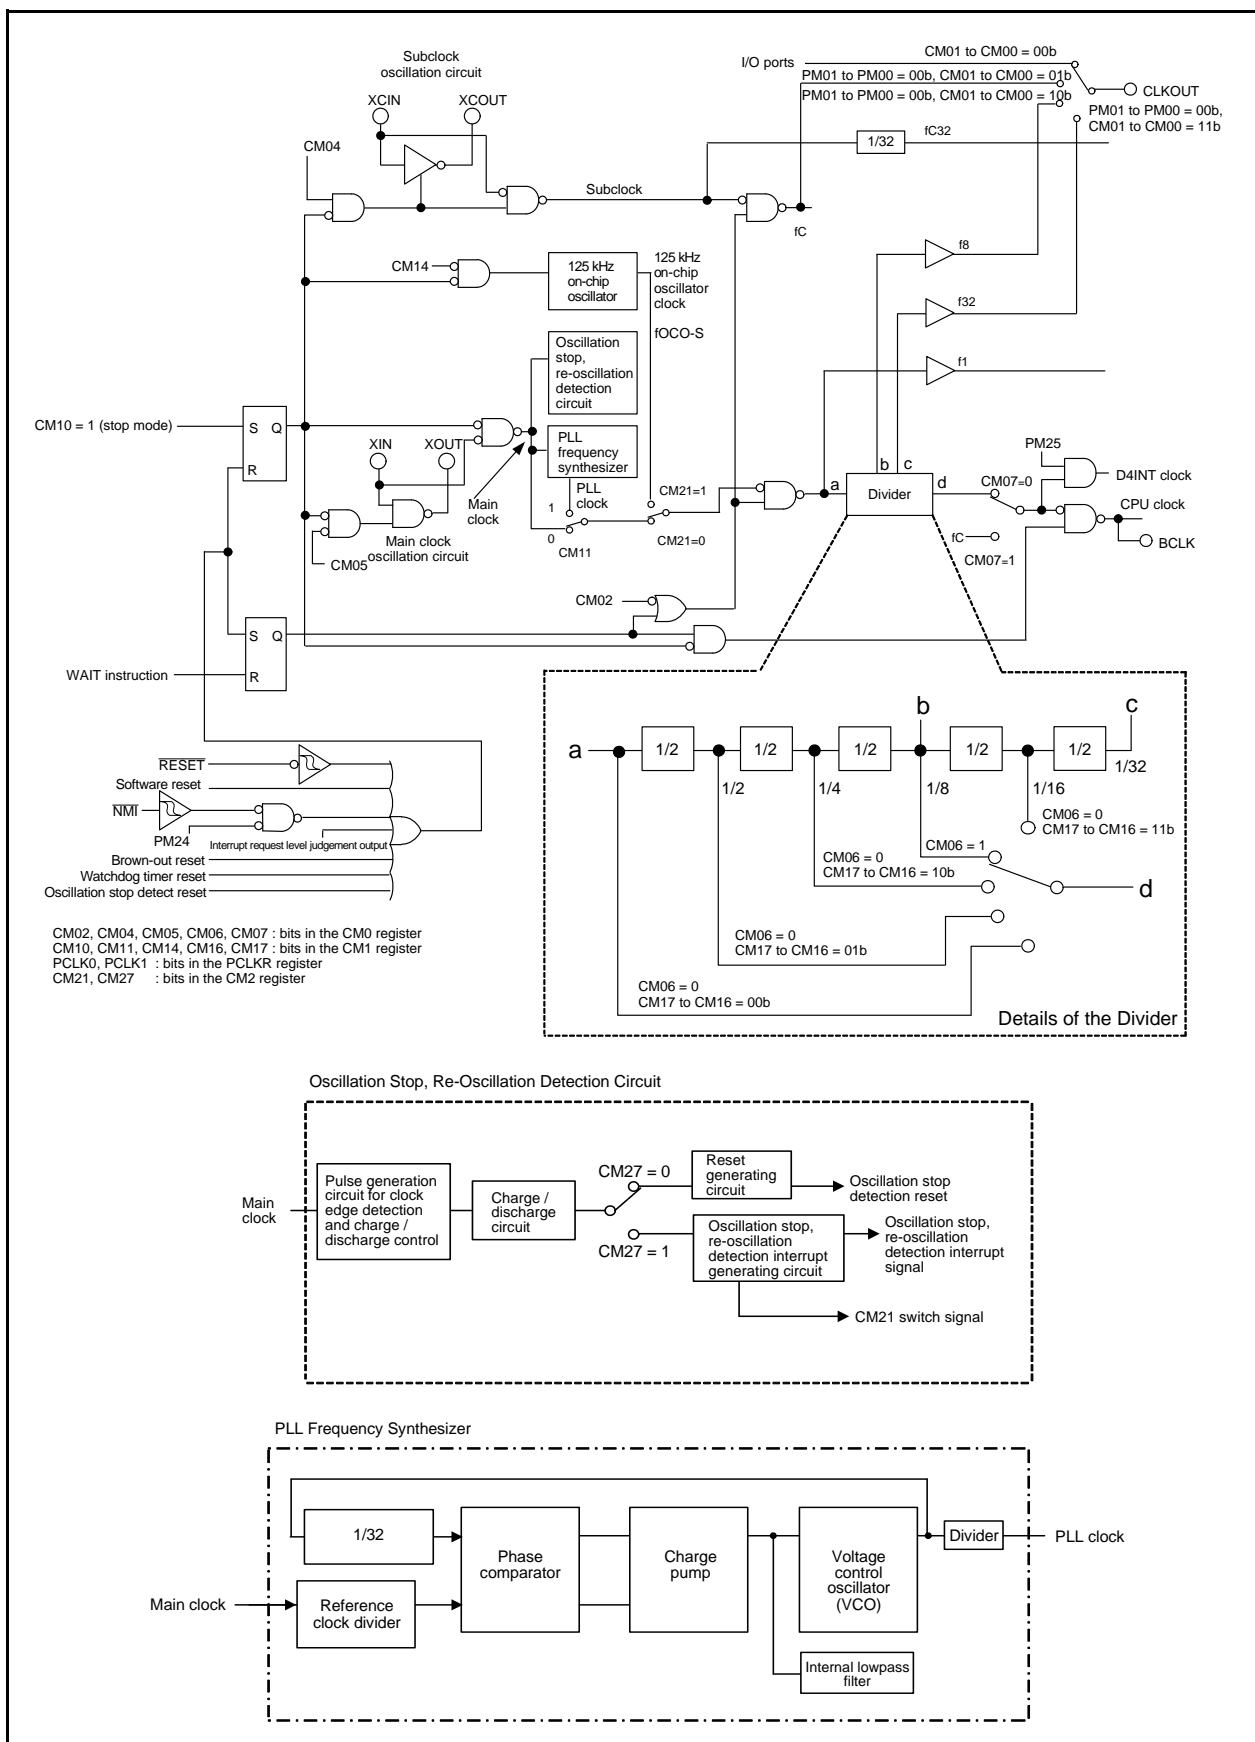 Subclock
oscillation circuit
XCIN
XCOUT
CM04
I/O ports
CM01 to CM00 = 00b
PM01 to PM00 = 00b, CM01 to CM00 = 01b
PM01 to PM00 = 00b, CM01 to CM00 = 10b
CLKOUT
PM01 to PM00 = 00b,
CM01 to CM00 = 11b
1/32
fC32
Subclock
fC
CM14
125 kHz
on-chip
oscillator
125 kHz
on-chip
oscillator
clock
fOCO-S
f8
f32
f1
Oscillation
stop,
re-oscillation
detection
circuit
CM10 = 1 (stop mode)
S
Q
R
XIN
XOUT
PLL
frequency
synthesizer
Main
clock
PLL
clock
1
0
CM11
CM21=1
CM21=0
Main clock
oscillation circuit
CM05
a
b
c
d
Divider
PM25
D4INT clock
CM07=0
CPU clock
fC
CM07=1
BCLK
CM02
S
Q
R
WAIT instruction
RESET
Software reset
NMI
PM24
Interrupt request level judgement output
Brown-out reset
Watchdog timer reset
Oscillation stop detect reset
a
1/2
1/2
1/2
b
1/2
1/2
c
1/2
1/4
1/8
1/16
1/32
CM06 = 0
CM17 to CM16 = 11b
CM06 = 1
CM06 = 0
CM17 to CM16 = 10b
d
CM06 = 0
CM17 to CM16 = 01b
CM06 = 0
CM17 to CM16 = 00b
Details of the Divider
CM02, CM04, CM05, CM06, CM07 : bits in the CM0 register
CM10, CM11, CM14, CM16, CM17 : bits in the CM1 register
PCLK0, PCLK1 : bits in the PCLKR register
CM21, CM27 : bits in the CM2 register
Oscillation Stop, Re-Oscillation Detection Circuit
Main
clock
Pulse generation
circuit for clock
edge detection
and charge /
discharge control
Charge /
discharge
circuit
CM27 = 0
CM27 = 1
Reset
generating
circuit
Oscillation stop
detection reset
Oscillation stop,
re-oscillation
detection interrupt
generating circuit
Oscillation stop,
re-oscillation
detection interrupt
signal
CM21 switch signal
PLL Frequency Synthesizer
1/32
Main clock
Reference
clock divider
Phase
comparator
Charge
pump
Voltage
control
oscillator
(VCO)
Divider
PLL clock
Internal lowpass
filter